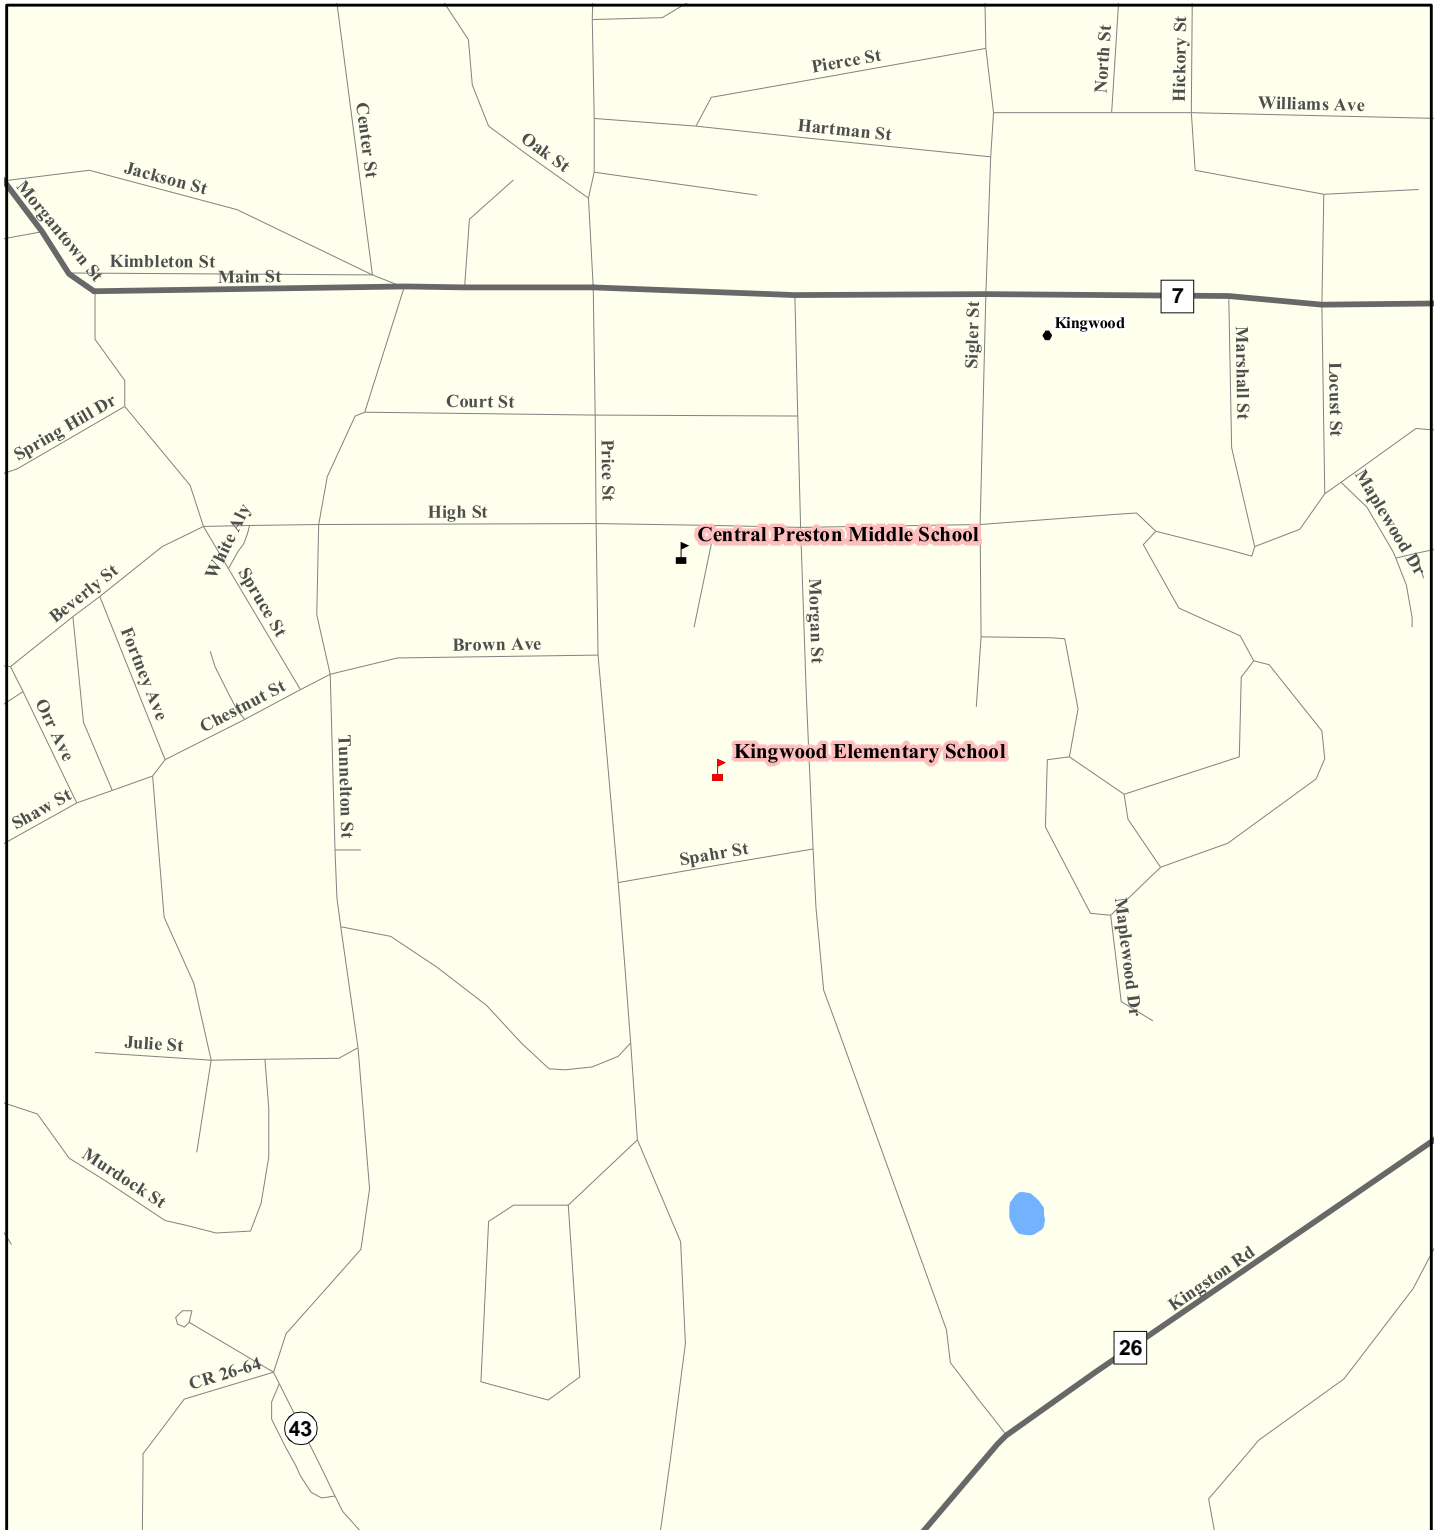 North St
Hickory St
Pierce St
Williams Ave
Center St
Hartman St
Oak St
Jackson St
Morgantown St
Kimbleton St
Main St
7
Kingwood
Sigler St
Marshall St
Locust St
Court St
Spring Hill Dr
Price St
Maplewood Dr
High St
White Aly
Central Preston Middle School
Beverly St
Spruce St
Morgan St
Fortney Ave
Brown Ave
Chestnut St
Orr Ave
Tunnelton St
Kingwood Elementary School
Shaw St
Spahr St
Maplewood Dr
Julie St
Murdock St
Kingston Rd
26
CR 26-64
43